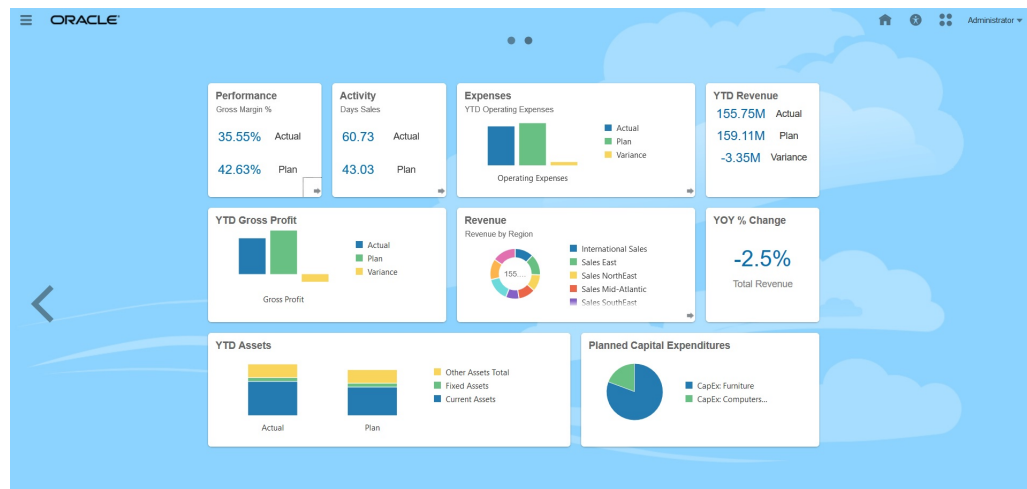 ORACLE
Administrator
Performance
Gross Margin %
35.55% Actual
42.63% Plan
Activity
Days Sales
60.73 Actual
43.03 Plan
Expenses
YTD Operating Expenses
Actual
Plan
Variance
Operating Expenses
YTD Revenue
155.75M Actual
159.11M Plan
-3.35M Variance
YTD Gross Profit
Actual
Plan
Variance
Gross Profit
Revenue
Revenue by Region
155....
International Sales
Sales East
Sales NorthEast
Sales Mid-Atlantic
Sales SouthEast
YOY % Change
-2.5%
Total Revenue
YTD Assets
Other Assets Total
Fixed Assets
Current Assets
Actual
Plan
Planned Capital Expenditures
CapEx: Furniture
CapEx: Computers...